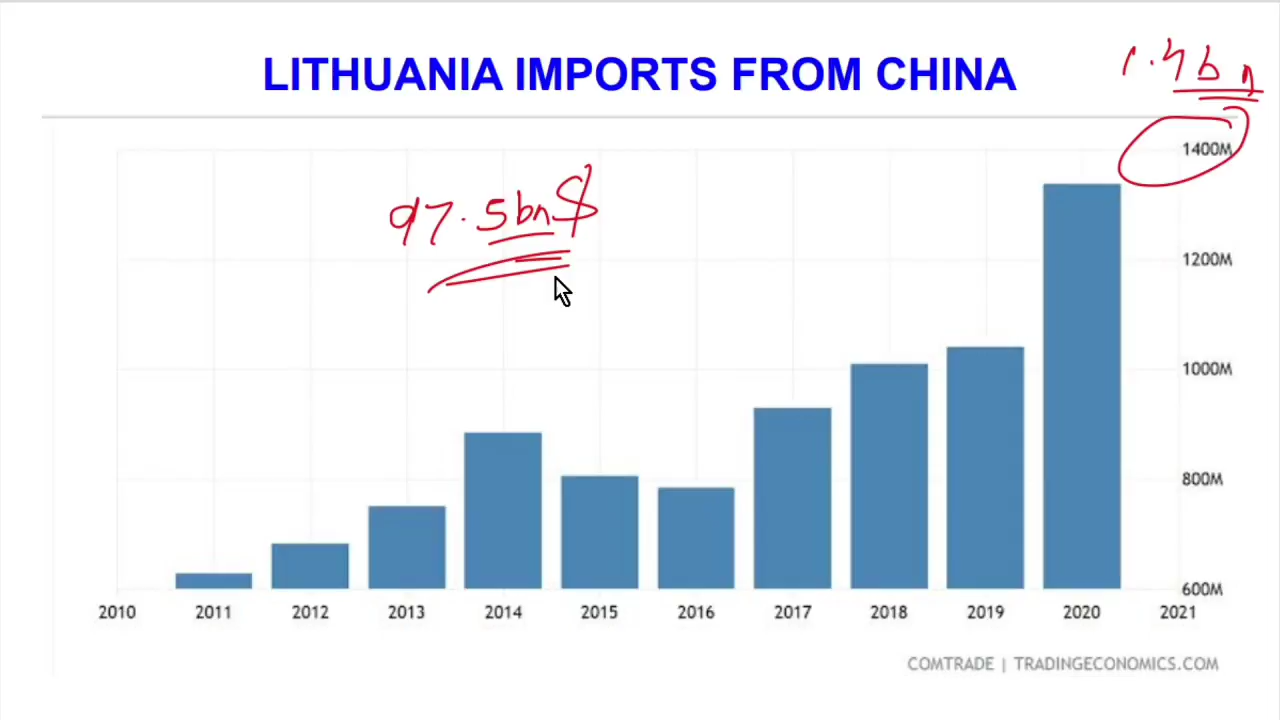 LITHUANIA IMPORTS FROM CHINA
1.4bn
97.5bn$
1400M
1200M
1000M
800M
600M
2010 2011 2012 2013 2014 2015 2016 2017 2018 2019 2020 2021
COMTRADE | TRADINGECONOMICS.COM